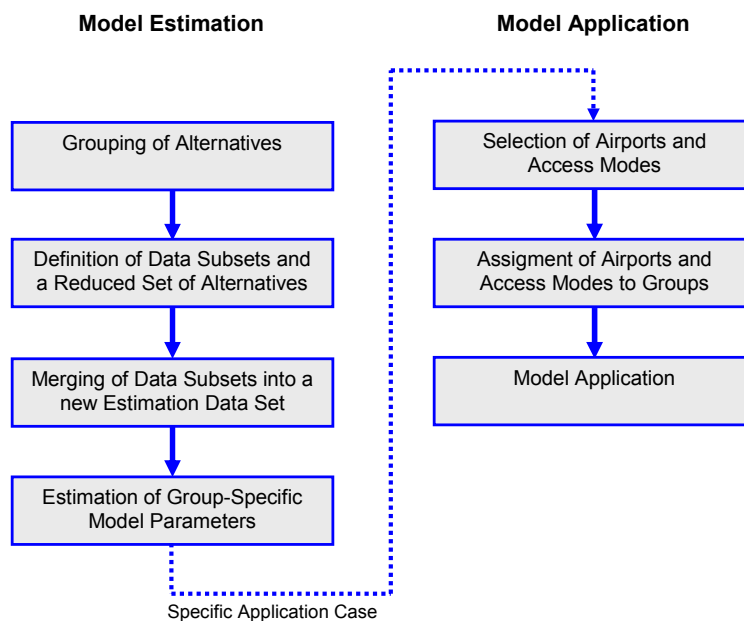 Model Estimation
Grouping of Alternatives
Definition of Data Subsets and
a Reduced Set of Alternatives
Merging of Data Subsets into a
new Estimation Data Set
Estimation of Group-Specific
Model Parameters
Specific Application Case
Model Application
Selection of Airports and
Access Modes
Assigment of Airports and
Access Modes to Groups
Model Application